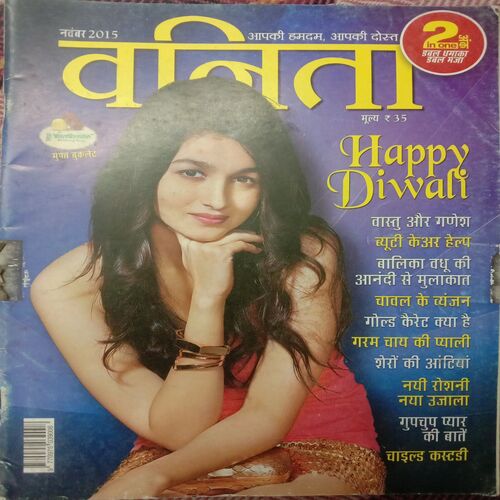 नवंबर 2015
आपकी हमदम, आपकी दोस्त
2
in one
डबल धमाका
डबल मज़ा
वनिता
मूल्य ₹ 35
मुफ्त बुकलेट
Happy
Diwali
वास्तु और गणेश
ब्यूटी केअर हेल्प
बालिका वधू की
आनंदी से मुलाकात
चावल के व्यंजन
गोल्ड कैरेट क्या है
गरम चाय की प्याली
शेरों की आंटियां
नयी रोशनी
नया उजाला
गुपचुप प्यार
की बातें
चाइल्ड कस्टडी